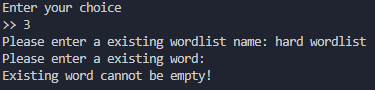 Enter your choice
>> 3
Please enter a existing wordlist name: hard wordlist
Please enter a existing word:
Existing word cannot be empty!